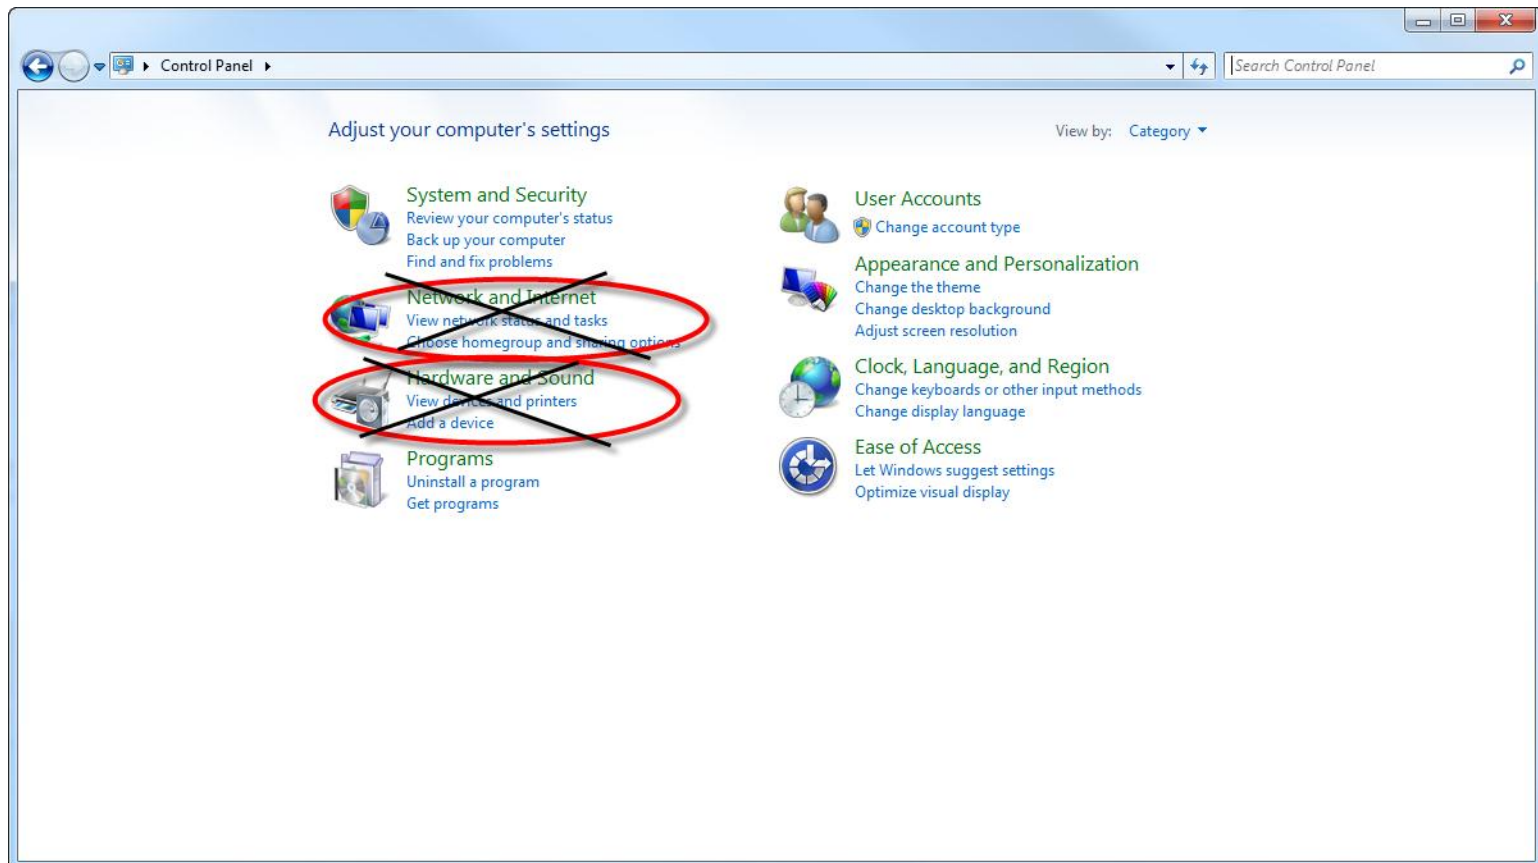 Control Panel
Search Control Panel
Adjust your computer's settings
View by: Category
System and Security
Review your computer's status
Back up your computer
Find and fix problems
Network and Internet
View network status and tasks
Choose homegroup and sharing options
Hardware and Sound
View devices and printers
Add a device
Programs
Uninstall a program
Get programs
User Accounts
Change account type
Appearance and Personalization
Change the theme
Change desktop background
Adjust screen resolution
Clock, Language, and Region
Change keyboards or other input methods
Change display language
Ease of Access
Let Windows suggest settings
Optimize visual display